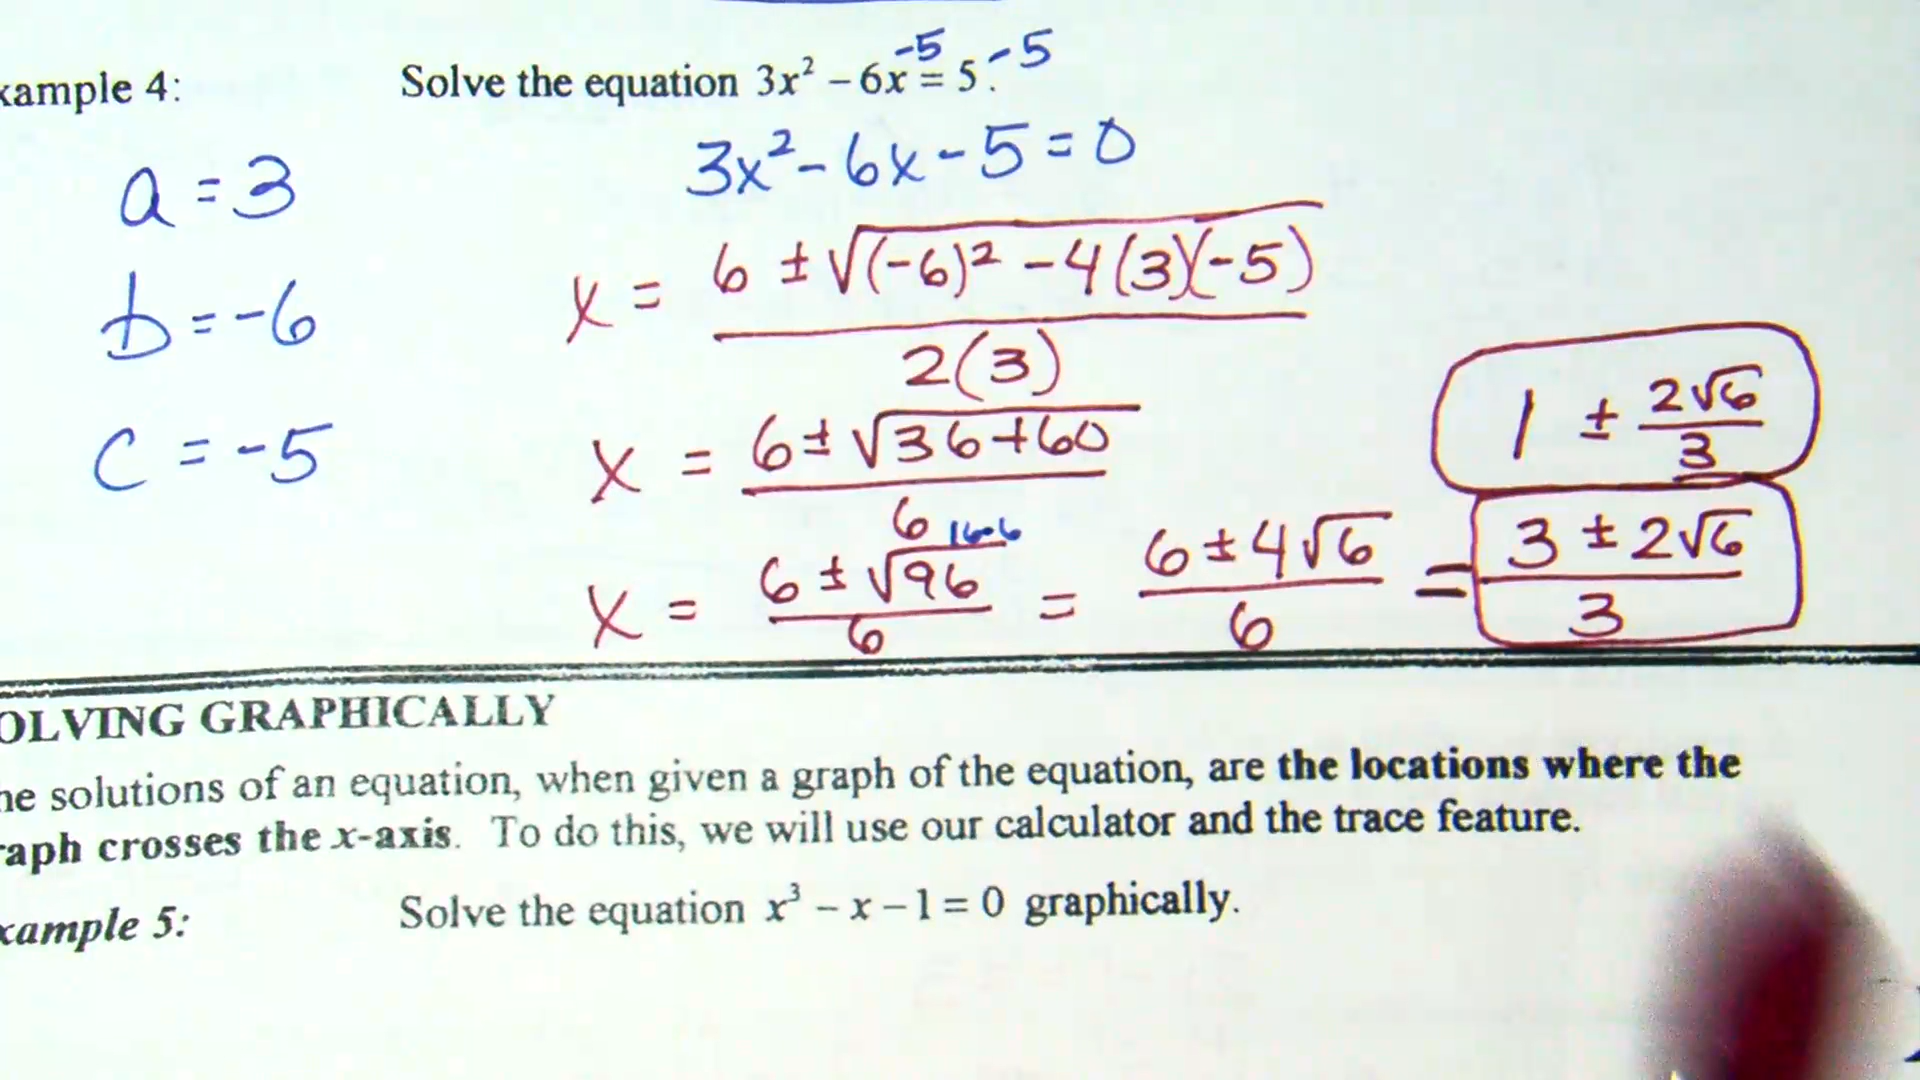 xample 4: Solve the equation 3x² – 6x = 5.
-5 -5
3x² - 6x - 5 = 0
a = 3
b = -6
c = -5
x = 6 ± √(-6)² - 4(3)(-5)
2(3)
x = 6 ± √36+60
6
16·6
x = 6 ± √96 = 6 ± 4√6 = 3 ± 2√6
6 6 3
1 ± 2√6
3
OLVING GRAPHICALLY
he solutions of an equation, when given a graph of the equation, are the locations where the
raph crosses the x-axis. To do this, we will use our calculator and the trace feature.
xample 5: Solve the equation x³ – x – 1 = 0 graphically.